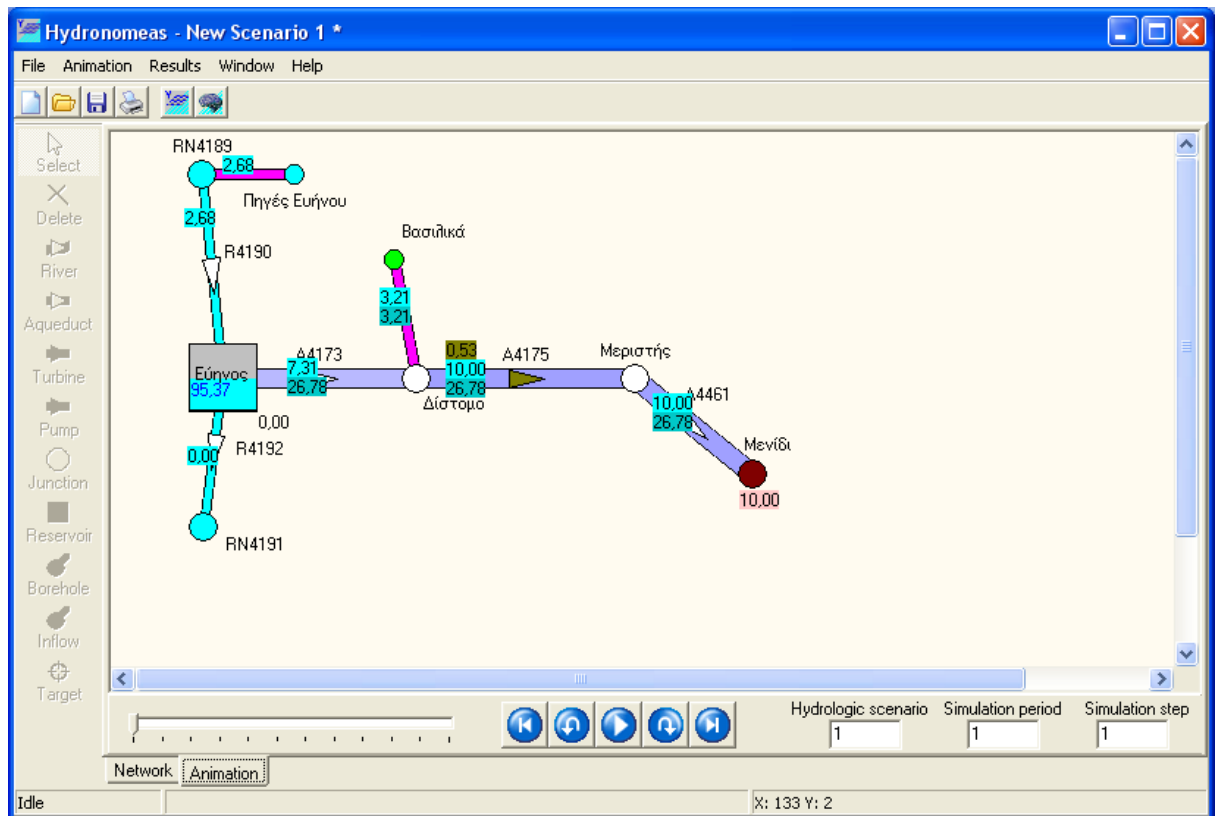 Hydronomeas - New Scenario 1 *
File Animation Results Window Help
Select
Delete
River
Aqueduct
Turbine
Pump
Junction
Reservoir
Borehole
Inflow
Target
RN4189
2,68
Πηγές Ευήνου
2,68
R4190
Βασιλικά
3,21
3,21
Εύηνος
95,37
A4173
7,31
26,78
0,53
10,00
26,78
A4175
Δίστομο
Μεριστής
A4461
10,00
26,78
Μενίδι
10,00
0,00
R4192
0,00
RN4191
Hydrologic scenario Simulation period Simulation step
1 1 1
Network Animation
Idle X: 133 Y: 2